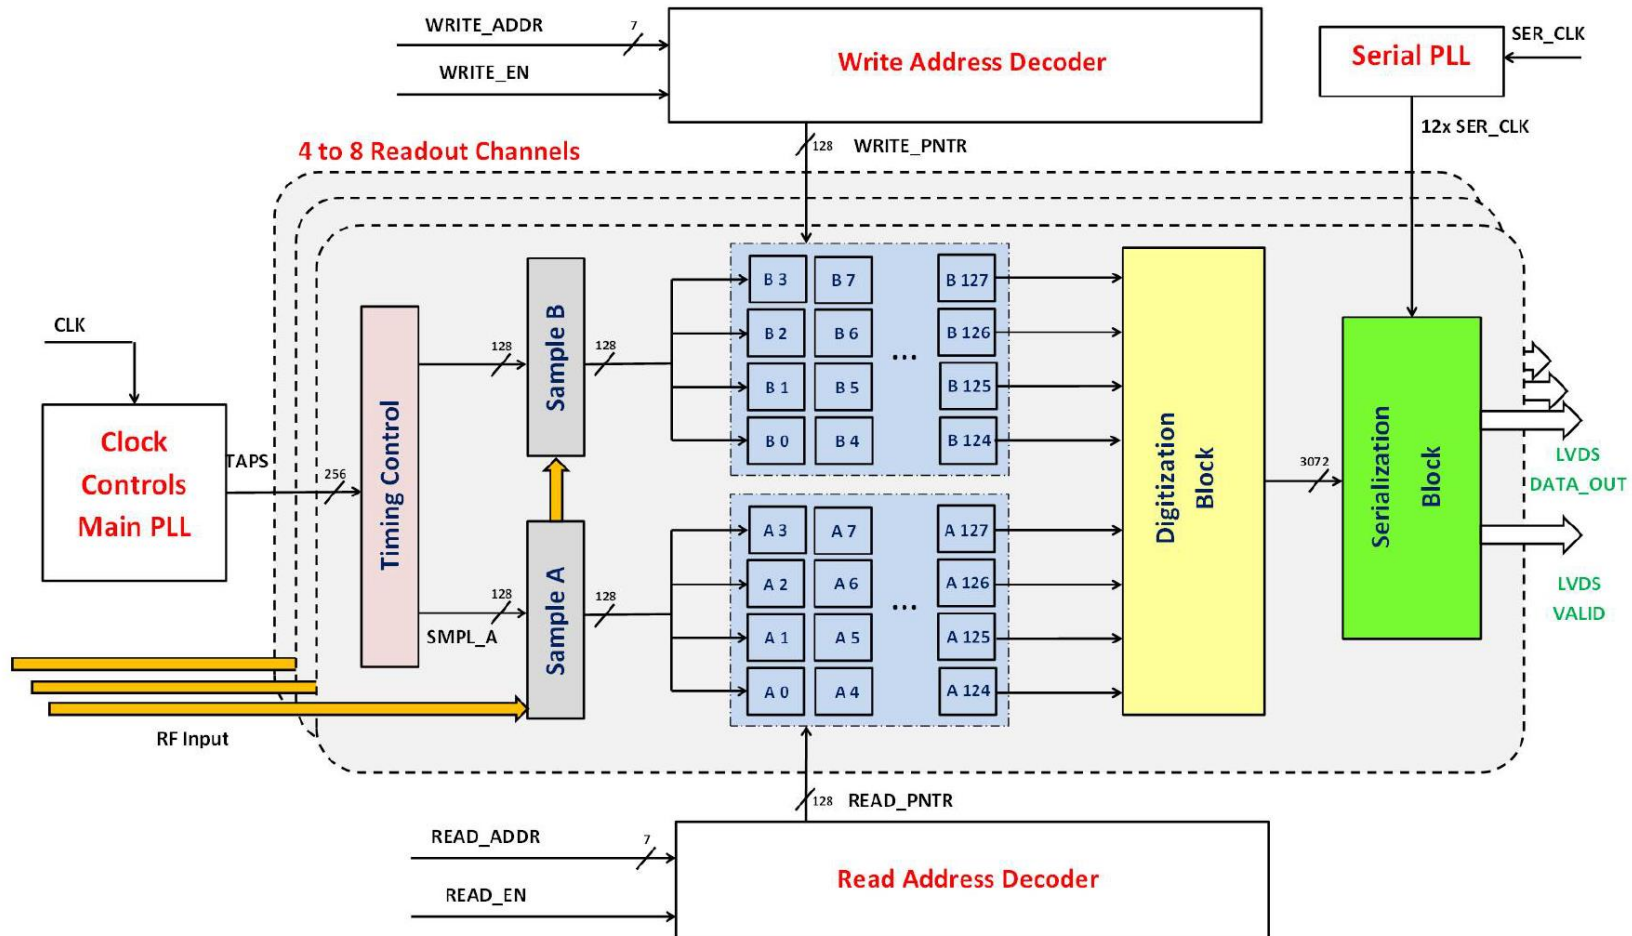 WRITE_ADDR
7
WRITE_EN
Write Address Decoder
Serial PLL
SER_CLK
12x SER_CLK
128 WRITE_PNTR
4 to 8 Readout Channels
CLK
Clock
Controls
Main PLL
TAPS
256
Timing Control
128
Sample B
128
B 3 B 7 B 127
B 2 B 6 B 126
...
B 1 B 5 B 125
B 0 B 4 B 124
128
SMPL_A
Sample A
128
A 3 A 7 A 127
A 2 A 6 A 126
...
A 1 A 5 A 125
A 0 A 4 A 124
Digitization
Block
3072
Serialization
Block
LVDS
DATA_OUT
LVDS
VALID
RF Input
128 READ_PNTR
READ_ADDR
7
READ_EN
Read Address Decoder